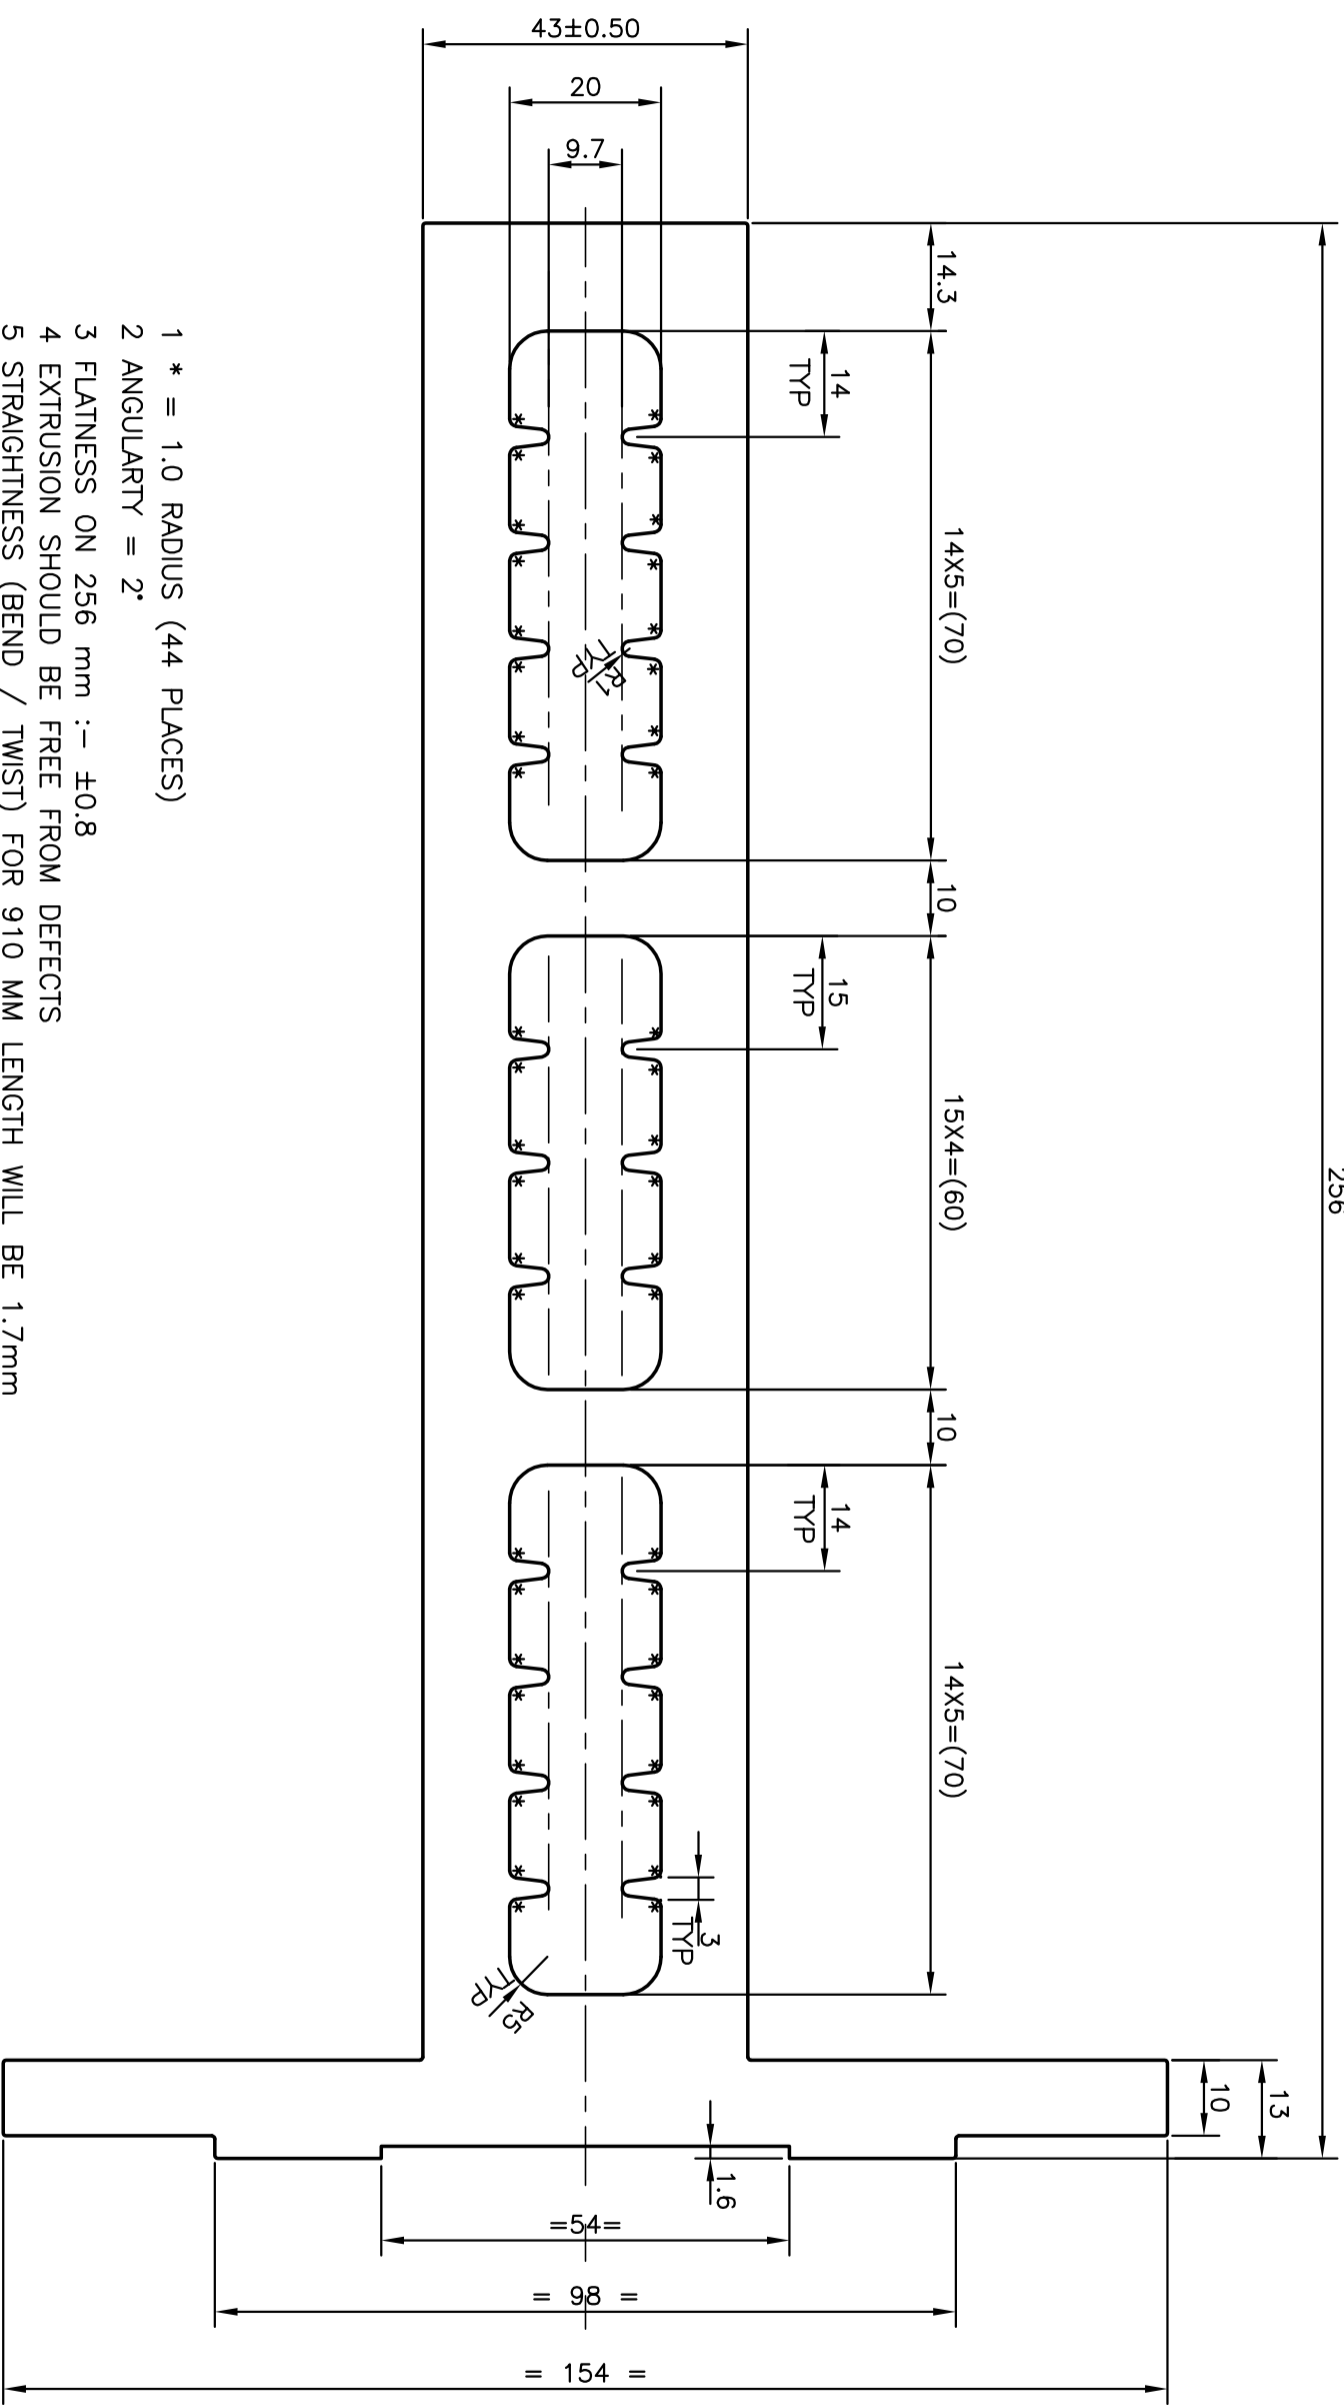 43±0.50
20
9.7
256
14.3
14X5=(70)
10
15X4=(60)
10
14X5=(70)
14
TYP
15
TYP
14
TYP
R1
TYP
3
TYP
R5
TYP
10
13
1.6
=54=
= 98 =
= 154 =
1 * = 1.0 RADIUS (44 PLACES)
2 ANGULARTY = 2°
3 FLATNESS ON 256 mm :- ±0.8
4 EXTRUSION SHOULD BE FREE FROM DEFECTS
5 STRAIGHTNESS (BEND / TWIST) FOR 910 MM LENGTH WILL BE 1.7mm